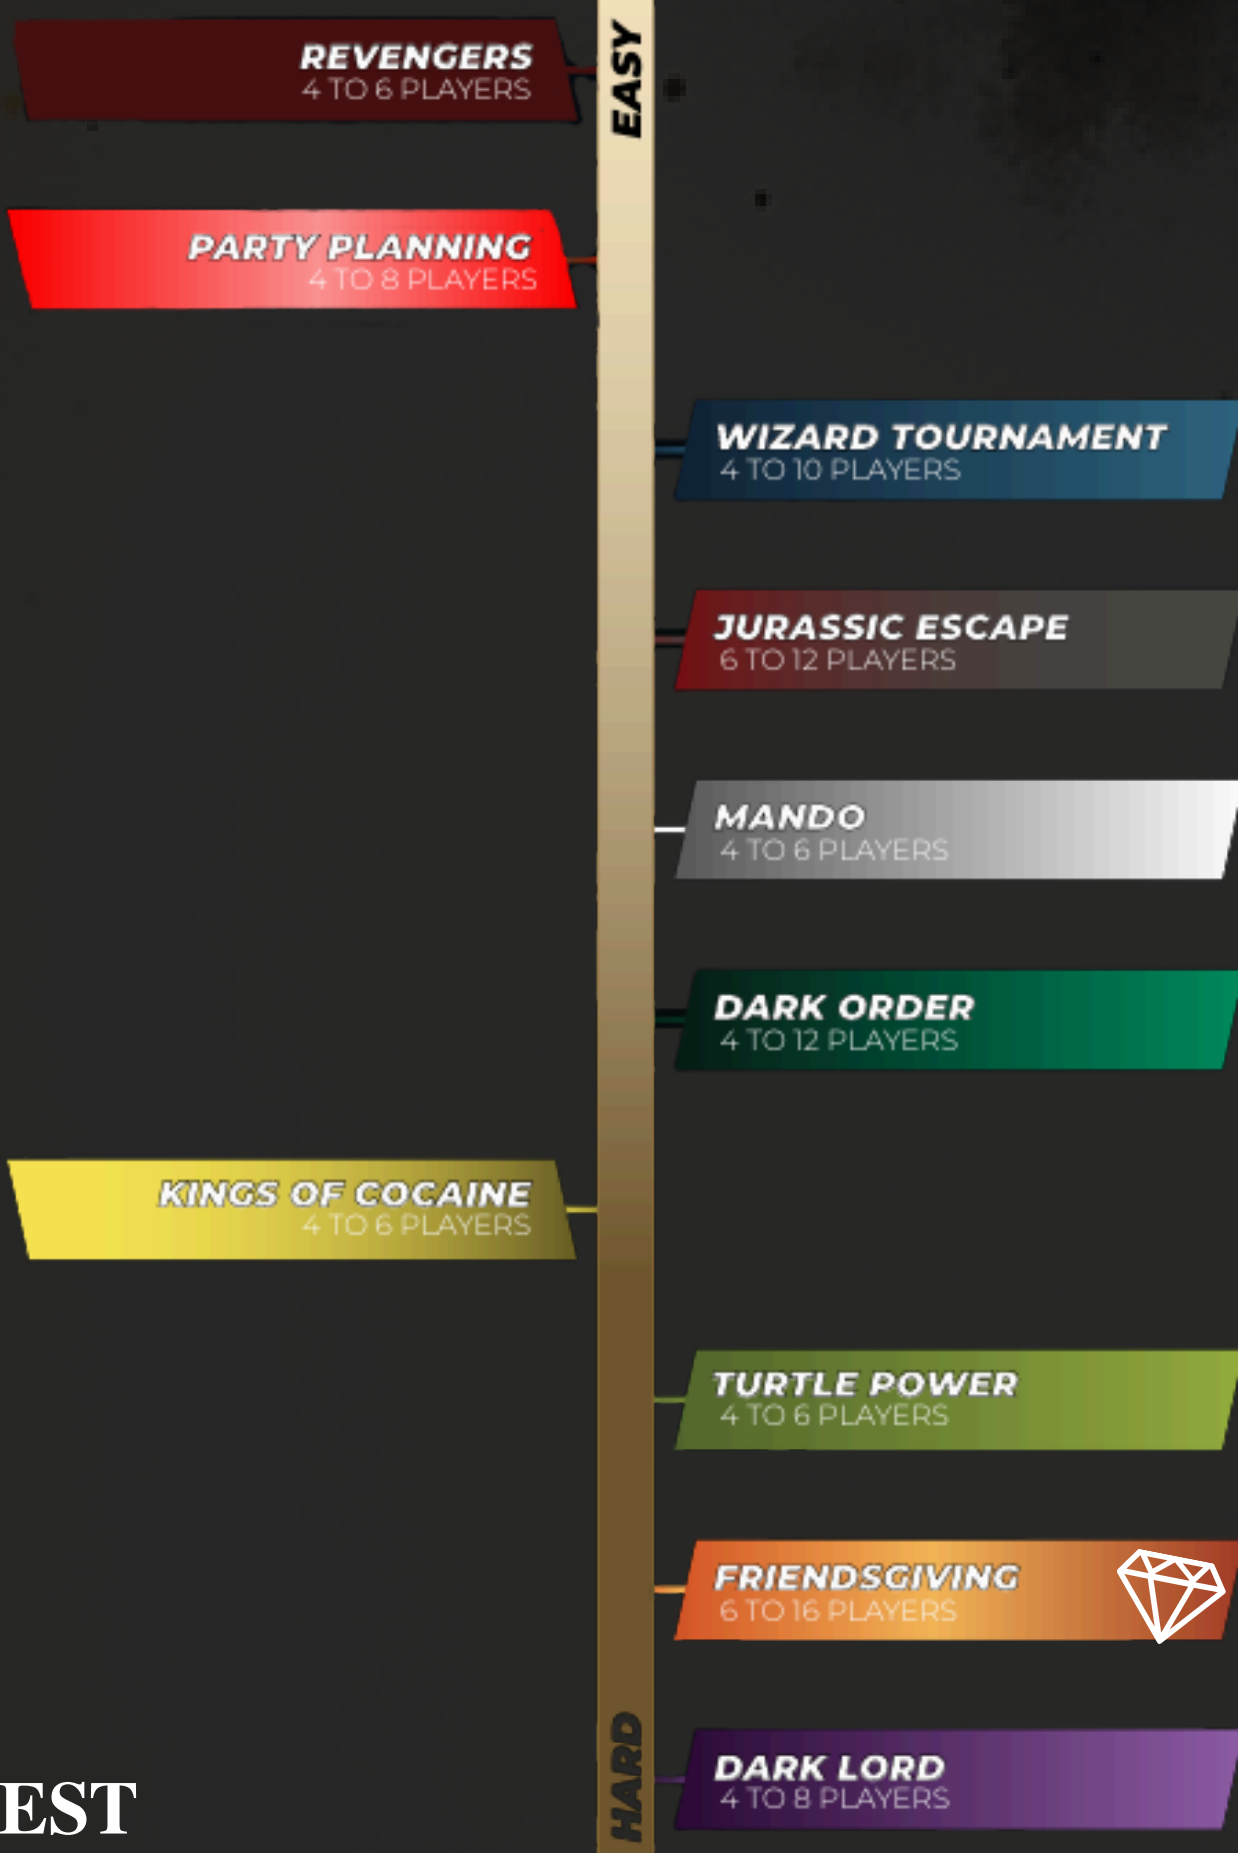 REVENGERS
4 TO 6 PLAYERS
EASY
PARTY PLANNING
4 TO 8 PLAYERS
WIZARD TOURNAMENT
4 TO 10 PLAYERS
JURASSIC ESCAPE
6 TO 12 PLAYERS
MANDO
4 TO 6 PLAYERS
DARK ORDER
4 TO 12 PLAYERS
KINGS OF COCAINE
4 TO 6 PLAYERS
TURTLE POWER
4 TO 6 PLAYERS
FRIENDSGIVING
6 TO 16 PLAYERS
HARD
DARK LORD
4 TO 8 PLAYERS
EST